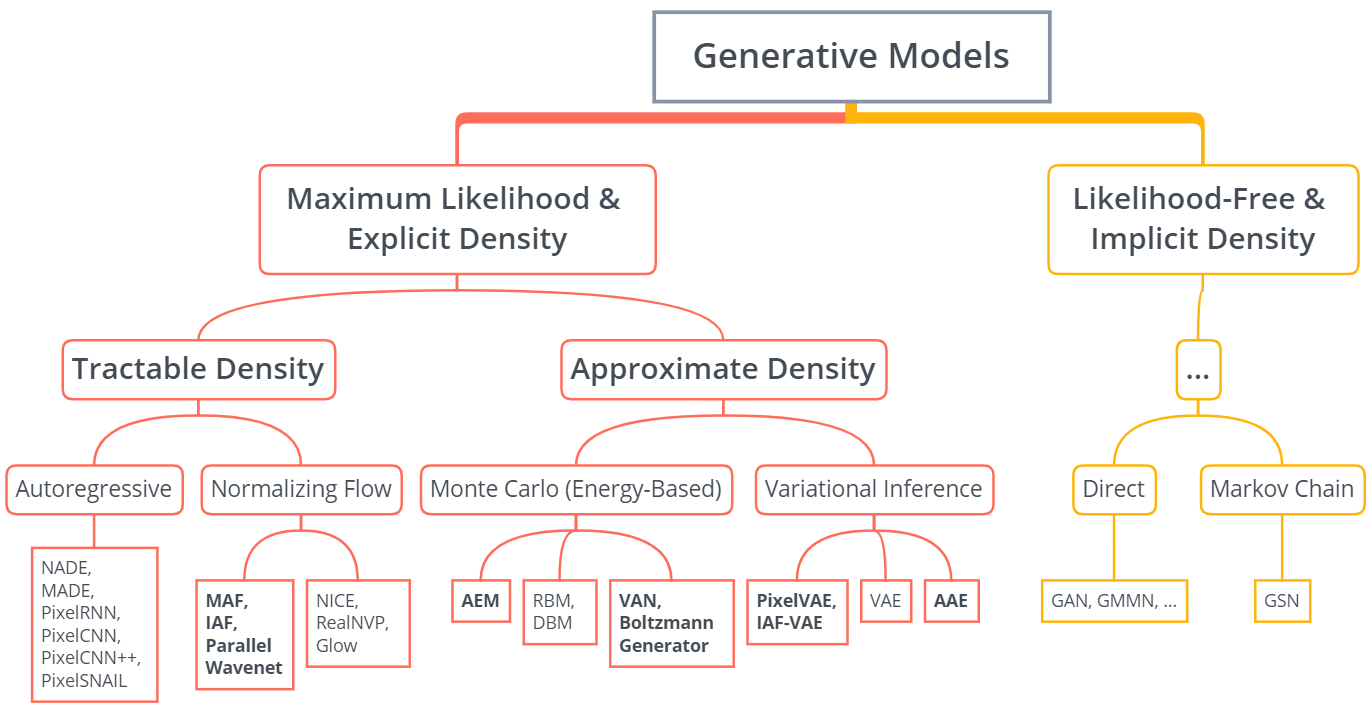 Generative Models
Maximum Likelihood &
Explicit Density
Likelihood-Free &
Implicit Density
Tractable Density
Approximate Density
...
Autoregressive
Normalizing Flow
Monte Carlo (Energy-Based)
Variational Inference
Direct
Markov Chain
NADE,
MADE,
PixelRNN,
PixelCNN,
PixelCNN++,
PixelSNAIL
MAF,
IAF,
Parallel
Wavenet
NICE,
RealNVP,
Glow
AEM
RBM,
DBM
VAN,
Boltzmann
Generator
PixelVAE,
IAF-VAE
VAE
AAE
GAN, GMMN, ...
GSN